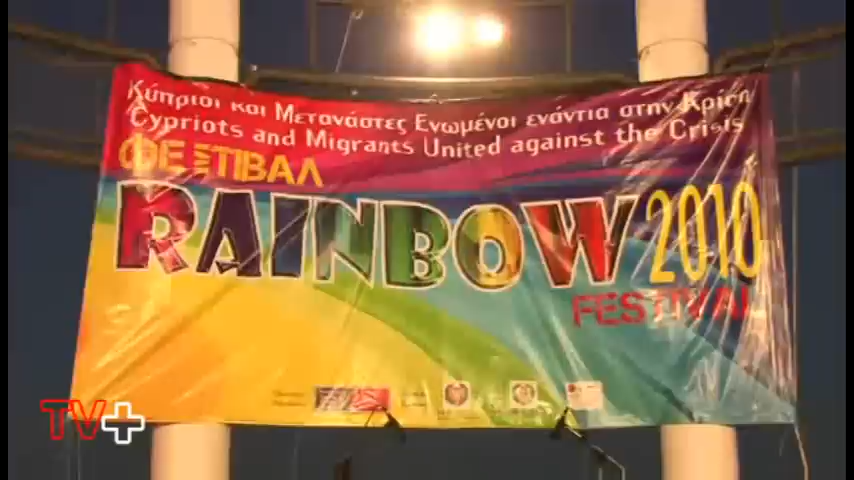 Κύπριοι και Μετανάστες Ενωμένοι ενάντια στην Κρίση
Cypriots and Migrants United against the Crisis
ΦΕΣΤΙΒΑΛ
RAINBOW 2010
FESTIVAL
TV+